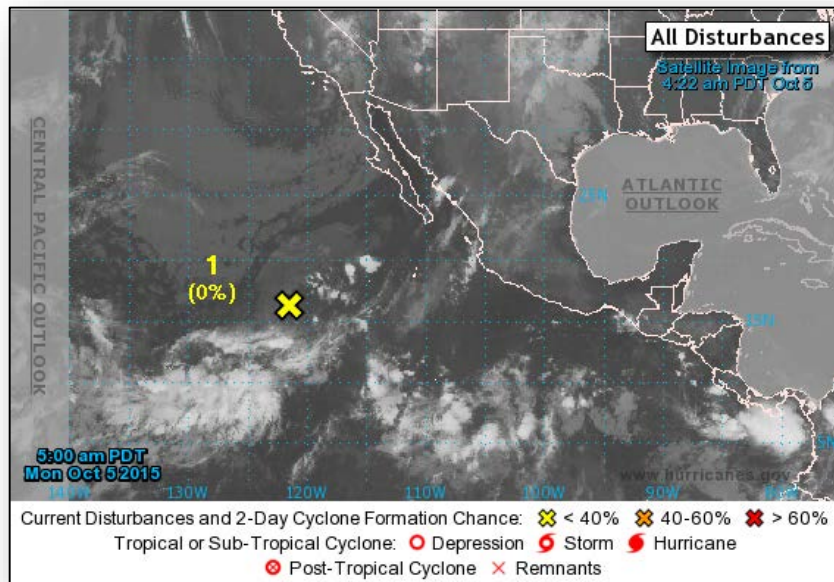 All Disturbances
Satellite Image from
4:22 am PDT Oct 5
CENTRAL PACIFIC OUTLOOK
ATLANTIC
OUTLOOK
25N
1
(0%)
15N
5:00 am PDT
Mon Oct 5 2015
5N
www.hurricanes.gov
140W 130W 120W 110W 100W 90W 80W
Current Disturbances and 2-Day Cyclone Formation Chance: < 40% 40-60% > 60%
Tropical or Sub-Tropical Cyclone: Depression Storm Hurricane
Post-Tropical Cyclone Remnants